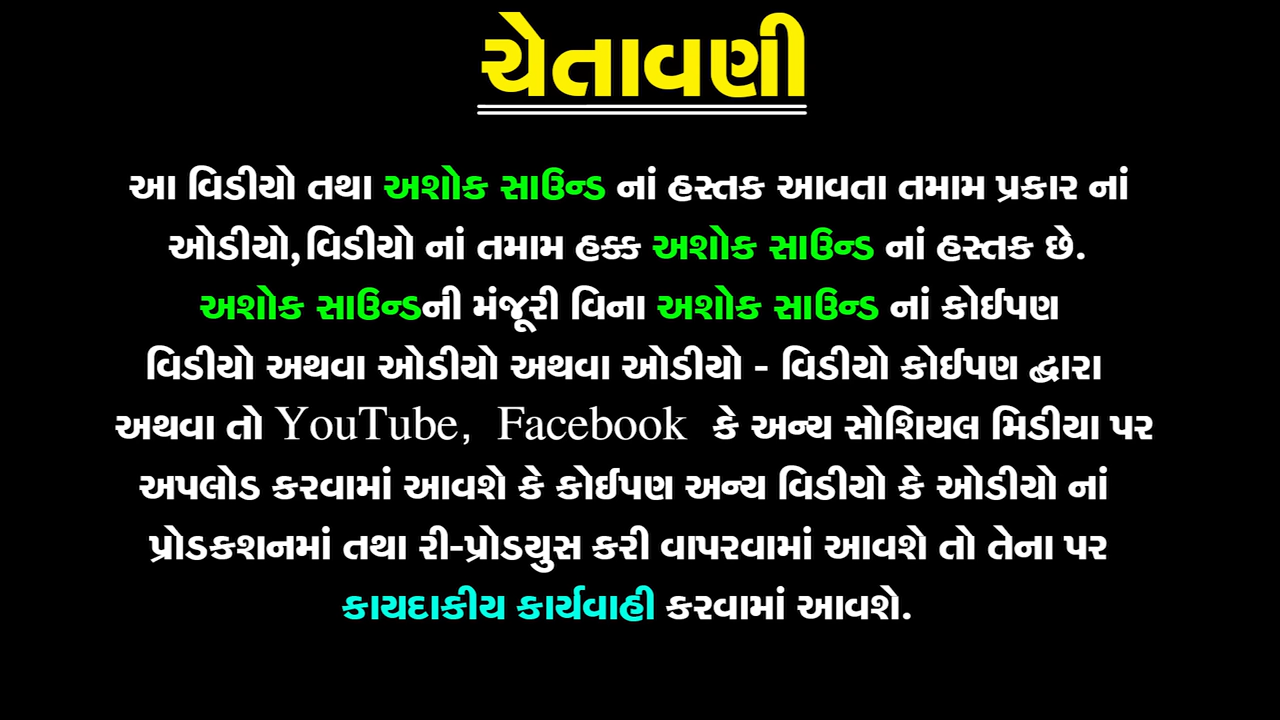 ચેતાવણી
આ વિડીયો તથા અશોક સાઉન્ડ નાં હસ્તક આવતા તમામ પ્રકાર નાં
ઓડીયો,વિડીયો નાં તમામ હક્ક અશોક સાઉન્ડ નાં હસ્તક છે.
અશોક સાઉન્ડની મંજૂરી વિના અશોક સાઉન્ડ નાં કોઈપણ
વિડીયો અથવા ઓડીયો અથવા ઓડીયો - વિડીયો કોઈપણ દ્વારા
અથવા તો YouTube, Facebook કે અન્ય સોશિયલ મિડીયા પર
અપલોડ કરવામાં આવશે કે કોઈપણ અન્ય વિડીયો કે ઓડીયો નાં
પ્રોડકશનમાં તથા રી-પ્રોડયુસ કરી વાપરવામાં આવશે તો તેના પર
કાયદાકીય કાર્યવાહી કરવામાં આવશે.